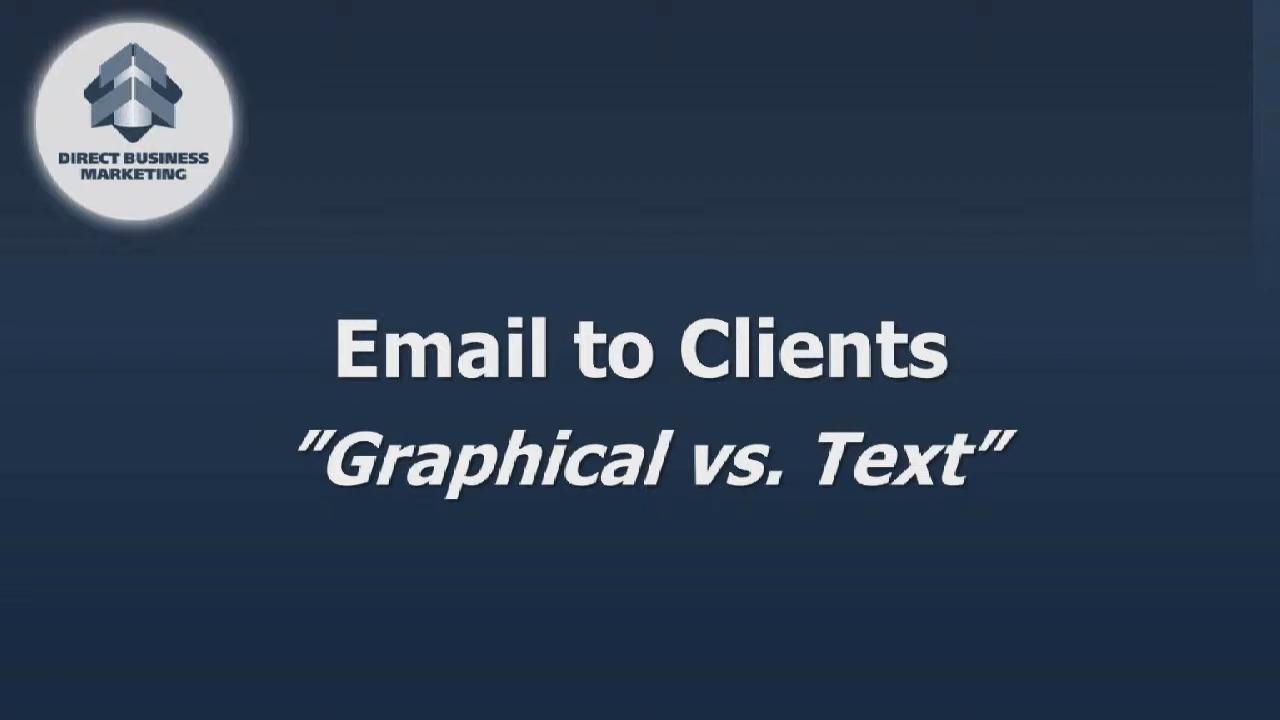 DIRECT BUSINESS
MARKETING
Email to Clients
"Graphical vs. Text"